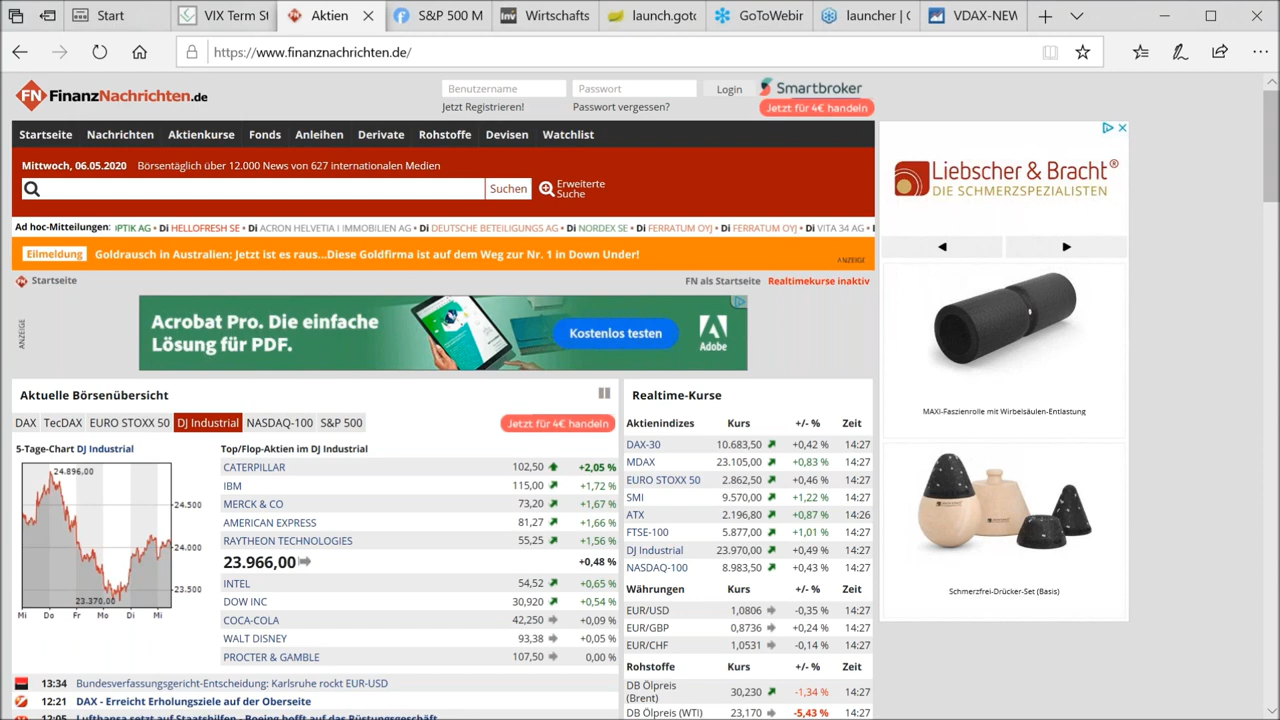 Start
VIX Term St
Aktien
S&P 500 M
Wirtschafts
launch.goto
GoToWebir
launcher | (
VDAX-NEW
https://www.finanznachrichten.de/
FN FinanzNachrichten.de
Benutzername
Passwort
Login
Smartbroker
Jetzt Registrieren!
Passwort vergessen?
Jetzt für 4€ handeln
Startseite Nachrichten Aktienkurse Fonds Anleihen Derivate Rohstoffe Devisen Watchlist
Mittwoch, 06.05.2020 Börsentäglich über 12.000 News von 627 internationalen Medien
Suchen
Erweiterte
Suche
Ad hoc-Mitteilungen: IPTIK AG • Di HELLOFRESH SE • Di ACRON HELVETIA I IMMOBILIEN AG • Di DEUTSCHE BETEILIGUNGS AG • Di NORDEX SE • Di FERRATUM OYJ • Di FERRATUM OYJ • Di VITA 34 AG •
Eilmeldung Goldrausch in Australien: Jetzt ist es raus...Diese Goldfirma ist auf dem Weg zur Nr. 1 in Down Under!
ANZEIGE
Startseite
FN als Startseite Realtimekurse inaktiv
ANZEIGE
Acrobat Pro. Die einfache
Lösung für PDF.
Kostenlos testen
Adobe
Aktuelle Börsenübersicht
DAX TecDAX EURO STOXX 50 DJ Industrial NASDAQ-100 S&P 500
Jetzt für 4€ handeln
5-Tage-Chart DJ Industrial
24.896,00
24.500
24.000
23.500
23.370,00
Mi Do Fr Mo Di Mi
Top/Flop-Aktien im DJ Industrial
CATERPILLAR 102,50 +2,05 %
IBM 115,00 +1,72 %
MERCK & CO 73,20 +1,67 %
AMERICAN EXPRESS 81,27 +1,66 %
RAYTHEON TECHNOLOGIES 55,25 +1,56 %
23.966,00 +0,48 %
INTEL 54,52 +0,65 %
DOW INC 30,920 +0,54 %
COCA-COLA 42,250 +0,09 %
WALT DISNEY 93,38 +0,05 %
PROCTER & GAMBLE 107,50 0,00 %
13:34 Bundesverfassungsgericht-Entscheidung: Karlsruhe rockt EUR-USD
12:21 DAX - Erreicht Erholungsziele auf der Oberseite
12:05 Lufthansa setzt auf Staatshilfen - Boeing hofft auf das Rüstungsgeschäft
Realtime-Kurse
Aktienindizes Kurs +/- % Zeit
DAX-30 10.683,50 +0,42 % 14:27
MDAX 23.105,00 +0,83 % 14:27
EURO STOXX 50 2.862,50 +0,46 % 14:27
SMI 9.570,00 +1,22 % 14:27
ATX 2.196,80 +0,87 % 14:26
FTSE-100 5.877,00 +1,01 % 14:27
DJ Industrial 23.970,00 +0,49 % 14:27
NASDAQ-100 8.983,50 +0,43 % 14:27
Währungen Kurs +/- % Zeit
EUR/USD 1,0806 -0,35 % 14:27
EUR/GBP 0,8736 +0,24 % 14:27
EUR/CHF 1,0531 -0,14 % 14:27
Rohstoffe Kurs +/- % Zeit
DB Ölpreis
(Brent) 30,230 -1,34 % 14:27
DB Ölpreis (WTI) 23,170 -5,43 % 14:27
Liebscher & Bracht®
DIE SCHMERZSPEZIALISTEN
MAXI-Faszienrolle mit Wirbelsäulen-Entlastung
Schmerzfrei-Drücker-Set (Basis)